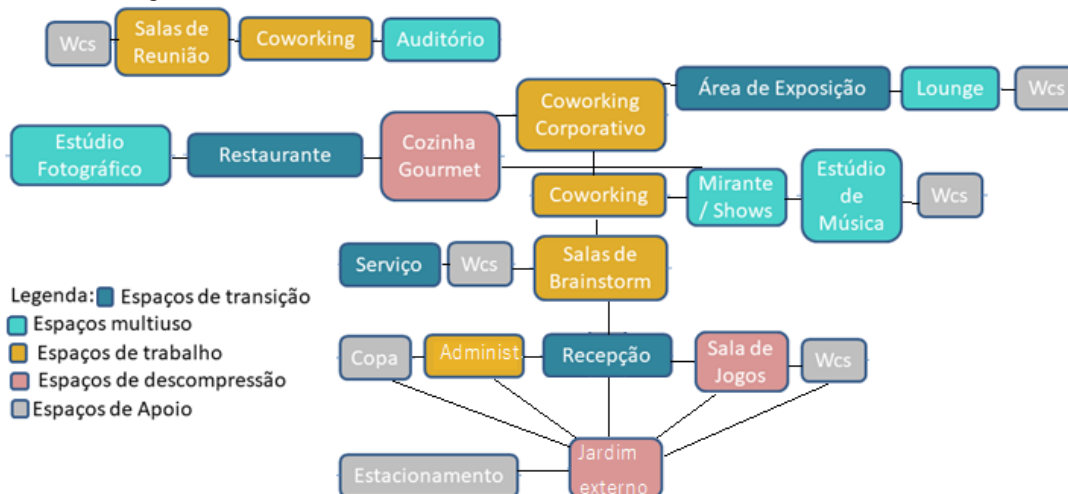 Wcs
Salas de
Reunião
Coworking
Auditório
Coworking
Corporativo
Área de Exposição
Lounge
Wcs
Estúdio
Fotográfico
Restaurante
Cozinha
Gourmet
Coworking
Mirante
/ Shows
Estúdio
de
Música
Wcs
Serviço
Wcs
Salas de
Brainstorm
Legenda:
Espaços de transição
Espaços multiuso
Espaços de trabalho
Espaços de descompressão
Espaços de Apoio
Copa
Administ.
Recepção
Sala de
Jogos
Wcs
Estacionamento
Jardim
externo